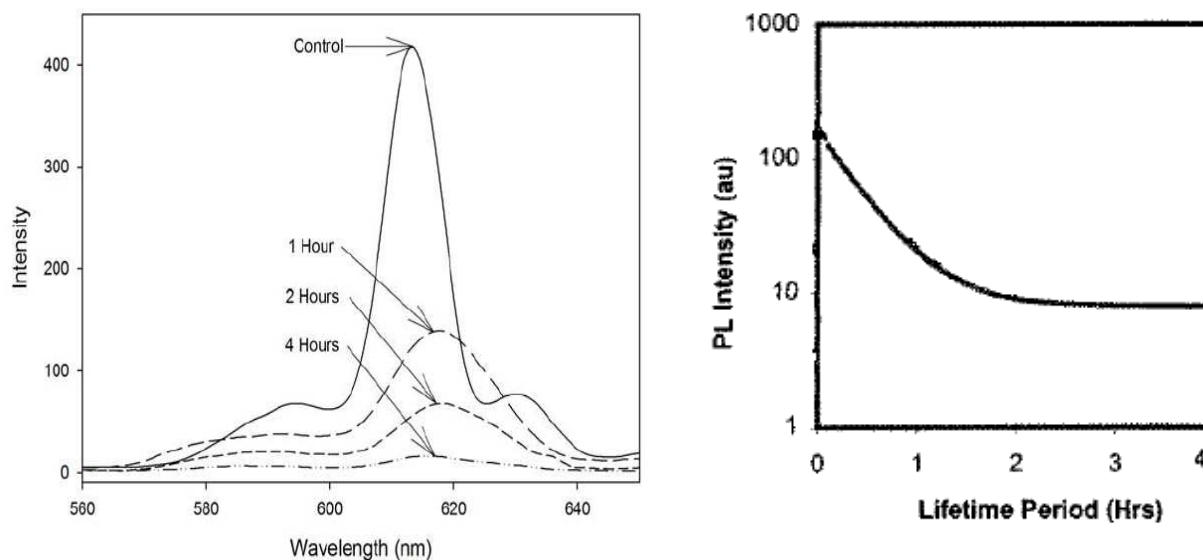 400
300
200
100
0
Intensity
Control
1 Hour
2 Hours
4 Hours
560
580
600
620
640
Wavelength (nm)
1000
100
10
1
PL Intensity (au)
0
1
2
3
4
Lifetime Period (Hrs)